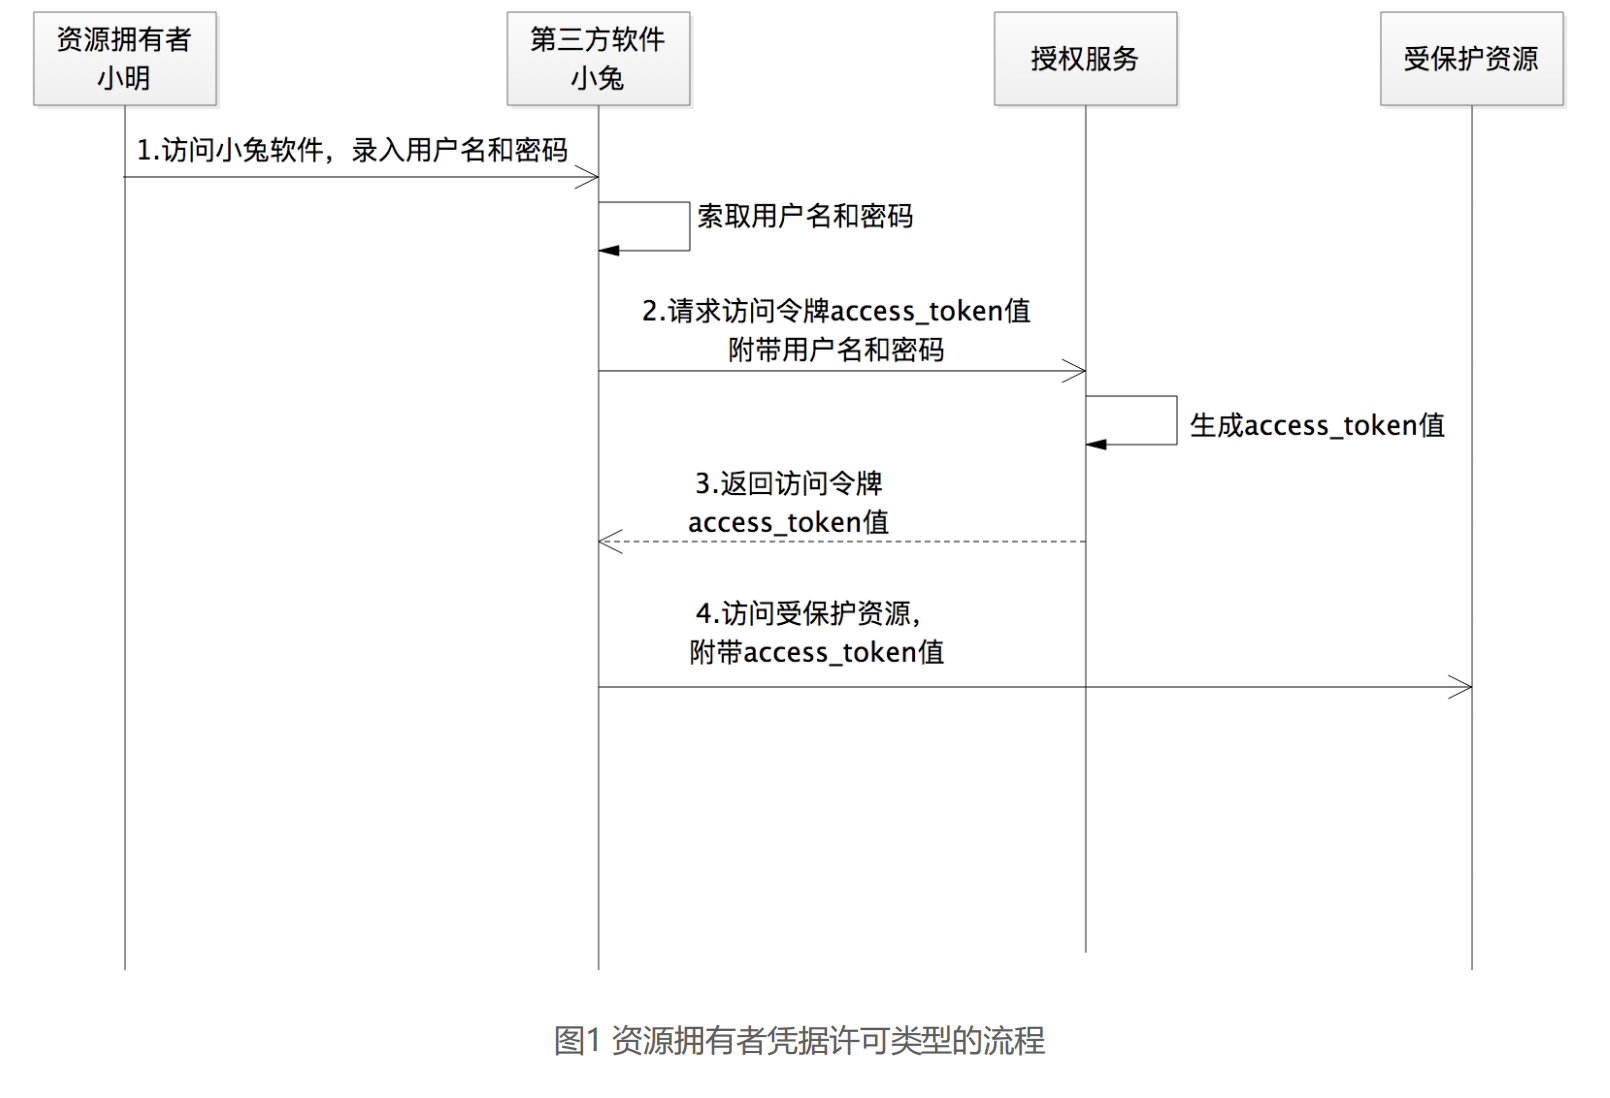 资源拥有者
小明
第三方软件
小兔
授权服务
受保护资源
1.访问小兔软件，录入用户名和密码
索取用户名和密码
2.请求访问令牌access_token值
附带用户名和密码
生成access_token值
3.返回访问令牌
access_token值
4.访问受保护资源，
附带access_token值
图1 资源拥有者凭据许可类型的流程